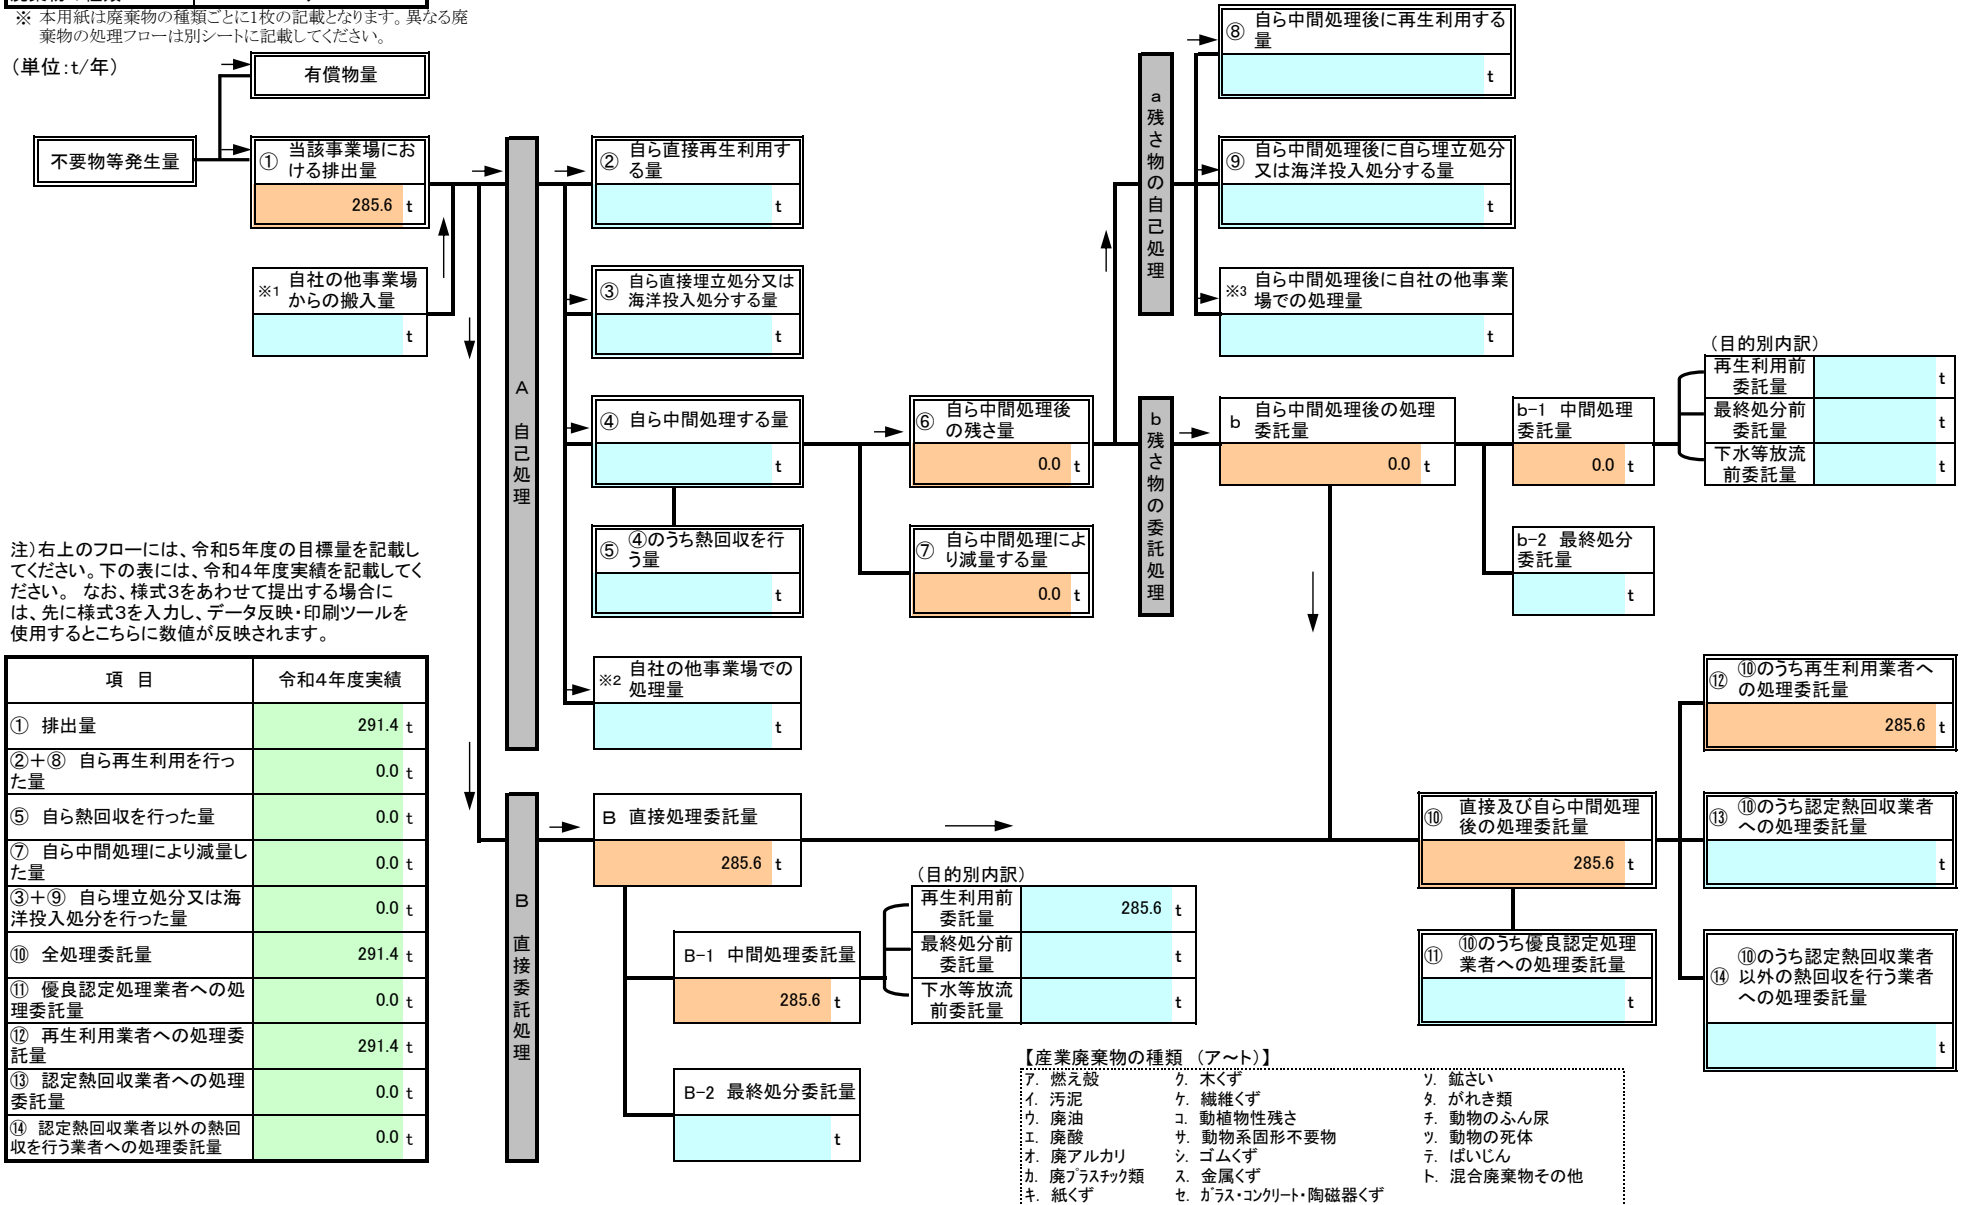 ※ 本用紙は廃棄物の種類ごとに1枚の記載となります。異なる廃
棄物の処理フローは別シートに記載してください。
（単位：t/年）
有償物量
不要物等発生量
① 当該事業場にお
ける排出量
285.6 t
※1 自社の他事業場
からの搬入量
t
A 自己処理
② 自ら直接再生利用す
る量
t
③ 自ら直接埋立処分又は
海洋投入処分する量
t
④ 自ら中間処理する量
t
⑤ ④のうち熱回収を行
う量
t
※2 自社の他事業場での
処理量
t
⑥ 自ら中間処理後
の残さ量
0.0 t
⑦ 自ら中間処理によ
り減量する量
0.0 t
a 残さ物の自己処理
⑧ 自ら中間処理後に再生利用する
量
t
⑨ 自ら中間処理後に自ら埋立処分
又は海洋投入処分する量
t
※3 自ら中間処理後に自社の他事業
場での処理量
t
b 残さ物の委託処理
b 自ら中間処理後の処理
委託量
0.0 t
b-1 中間処理
委託量
0.0 t
（目的別内訳）
再生利用前
委託量
t
最終処分前
委託量
t
下水等放流
前委託量
t
b-2 最終処分
委託量
t
注）右上のフローには、令和5年度の目標量を記載し
てください。下の表には、令和4年度実績を記載してく
ださい。 なお、様式3をあわせて提出する場合に
は、先に様式3を入力し、データ反映・印刷ツールを
使用するとこちらに数値が反映されます。
項 目 令和4年度実績
① 排出量 291.4 t
②＋⑧ 自ら再生利用を行っ
た量 0.0 t
⑤ 自ら熱回収を行った量 0.0 t
⑦ 自ら中間処理により減量し
た量 0.0 t
③＋⑨ 自ら埋立処分又は海
洋投入処分を行った量 0.0 t
⑩ 全処理委託量 291.4 t
⑪ 優良認定処理業者への処
理委託量 0.0 t
⑫ 再生利用業者への処理委
託量 291.4 t
⑬ 認定熱回収業者への処理
委託量 0.0 t
⑭ 認定熱回収業者以外の熱回
収を行う業者への処理委託量 0.0 t
B 直接委託処理
B 直接処理委託量
285.6 t
B-1 中間処理委託量
285.6 t
B-2 最終処分委託量
t
（目的別内訳）
再生利用前
委託量
285.6 t
最終処分前
委託量
t
下水等放流
前委託量
t
⑩ 直接及び自ら中間処理
後の処理委託量
285.6 t
⑪ ⑩のうち優良認定処理
業者への処理委託量
t
⑫ ⑩のうち再生利用業者へ
の処理委託量
285.6 t
⑬ ⑩のうち認定熱回収業者
への処理委託量
t
⑭ ⑩のうち認定熱回収業者
以外の熱回収を行う業者
への処理委託量
t
【産業廃棄物の種類 （ア～ト）】
ア. 燃え殻 ク. 木くず ソ. 鉱さい
イ. 汚泥 ケ. 繊維くず タ. がれき類
ウ. 廃油 コ. 動植物性残さ チ. 動物のふん尿
エ. 廃酸 サ. 動物系固形不要物 ツ. 動物の死体
オ. 廃アルカリ シ. ゴムくず テ. ばいじん
カ. 廃プラスチック類 ス. 金属くず ト. 混合廃棄物その他
キ. 紙くず セ. ガラス・コンクリート・陶磁器くず